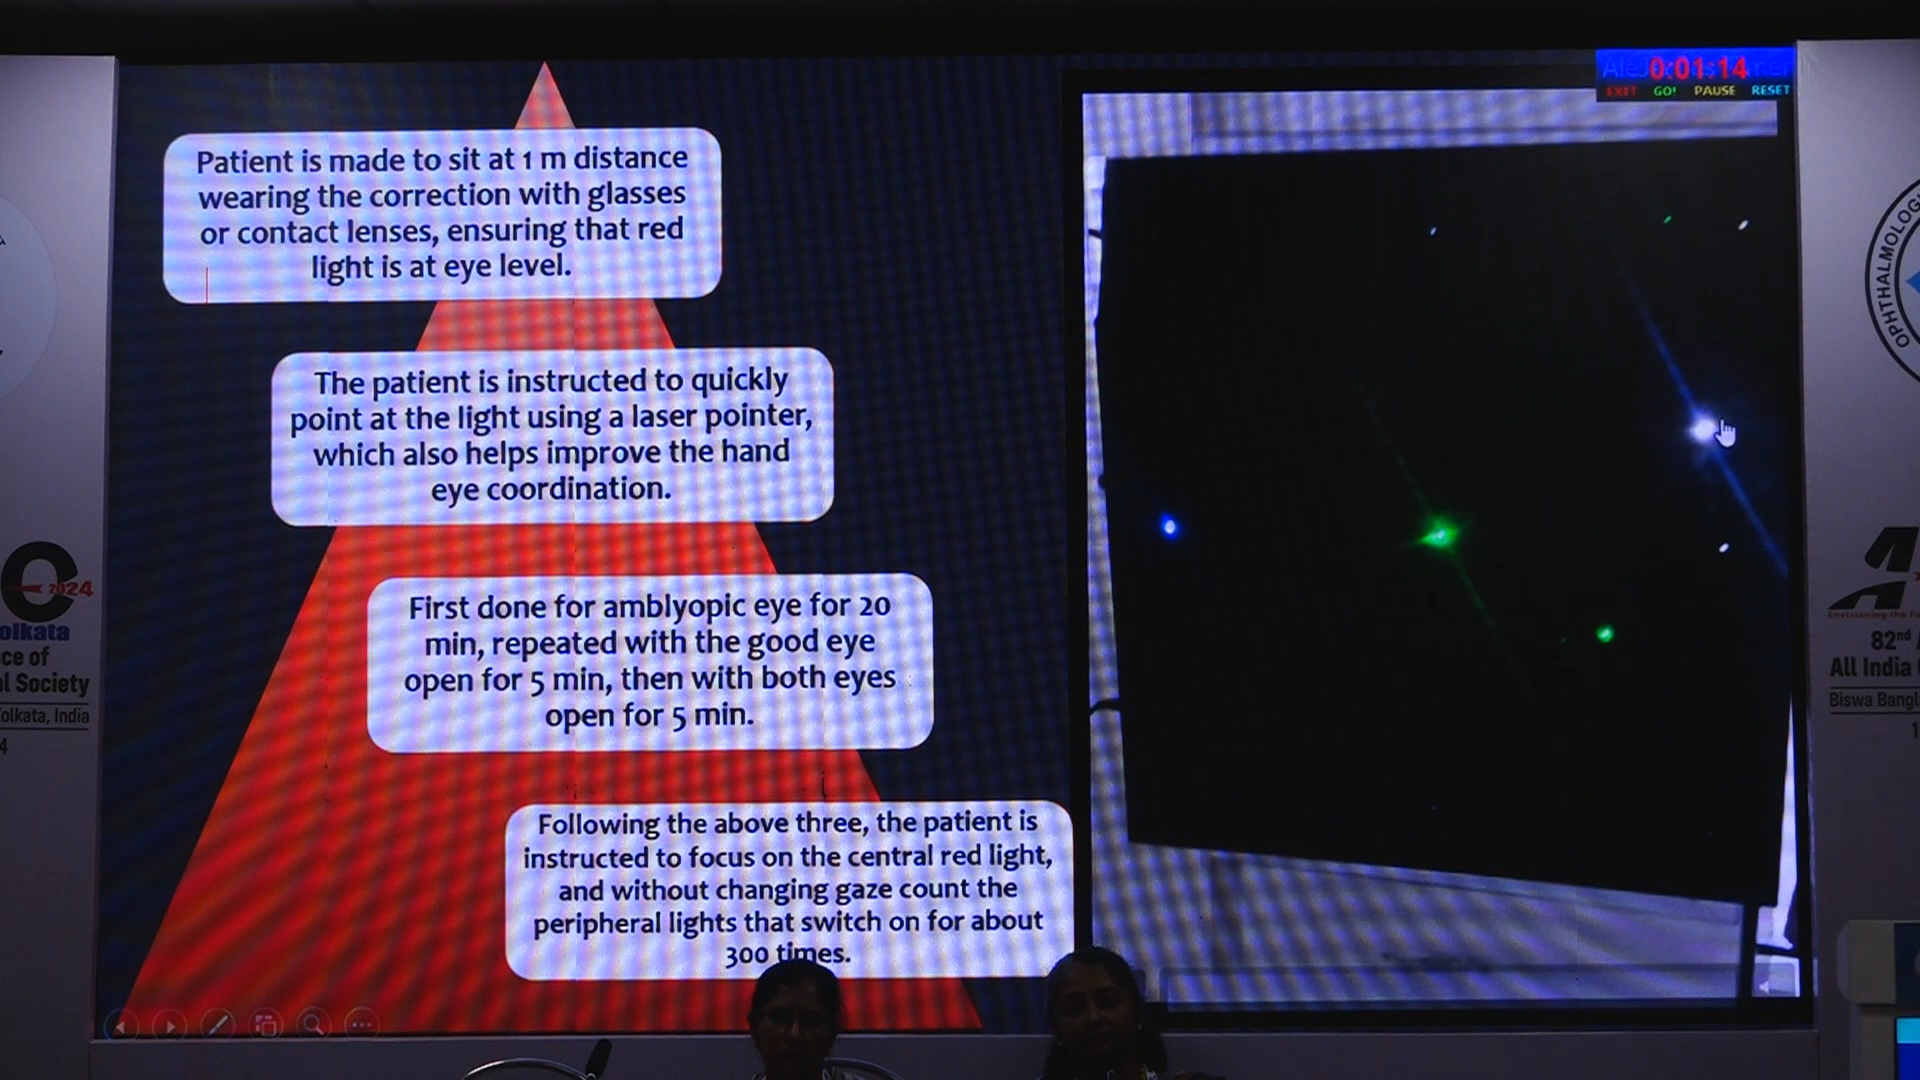 0:01:14
EXIT GO! PAUSE RESET
Patient is made to sit at 1 m distance
wearing the correction with glasses
or contact lenses, ensuring that red
light is at eye level.
The patient is instructed to quickly
point at the light using a laser pointer,
which also helps improve the hand
eye coordination.
First done for amblyopic eye for 20
min, repeated with the good eye
open for 5 min, then with both eyes
open for 5 min.
Following the above three, the patient is
instructed to focus on the central red light,
and without changing gaze count the
peripheral lights that switch on for about
300 times.
2024
olkata
ce of
al Society
olkata, India
4
OPHTHALMOLOG
82nd
All India
Biswa Bangl
1